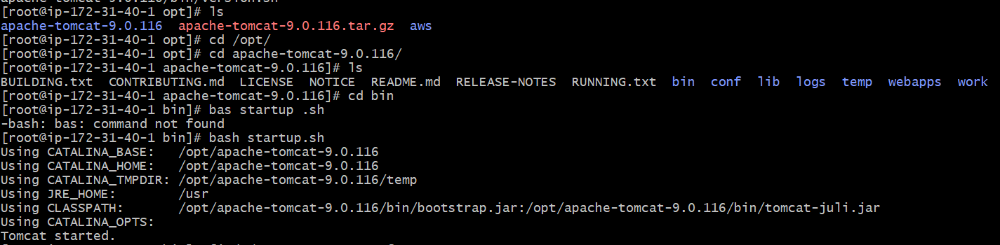 apache-tomcat-9.0.116/bin/version.sh
[root@ip-172-31-40-1 opt]# ls
apache-tomcat-9.0.116  apache-tomcat-9.0.116.tar.gz  aws
[root@ip-172-31-40-1 opt]# cd /opt/
[root@ip-172-31-40-1 opt]# cd apache-tomcat-9.0.116/
[root@ip-172-31-40-1 apache-tomcat-9.0.116]# ls
BUILDING.txt  CONTRIBUTING.md  LICENSE  NOTICE  README.md  RELEASE-NOTES  RUNNING.txt  bin  conf  lib  logs  temp  webapps  work
[root@ip-172-31-40-1 apache-tomcat-9.0.116]# cd bin
[root@ip-172-31-40-1 bin]# bas startup .sh
-bash: bas: command not found
[root@ip-172-31-40-1 bin]# bash startup.sh
Using CATALINA_BASE:   /opt/apache-tomcat-9.0.116
Using CATALINA_HOME:   /opt/apache-tomcat-9.0.116
Using CATALINA_TMPDIR: /opt/apache-tomcat-9.0.116/temp
Using JRE_HOME:        /usr
Using CLASSPATH:       /opt/apache-tomcat-9.0.116/bin/bootstrap.jar:/opt/apache-tomcat-9.0.116/bin/tomcat-juli.jar
Using CATALINA_OPTS:
Tomcat started.